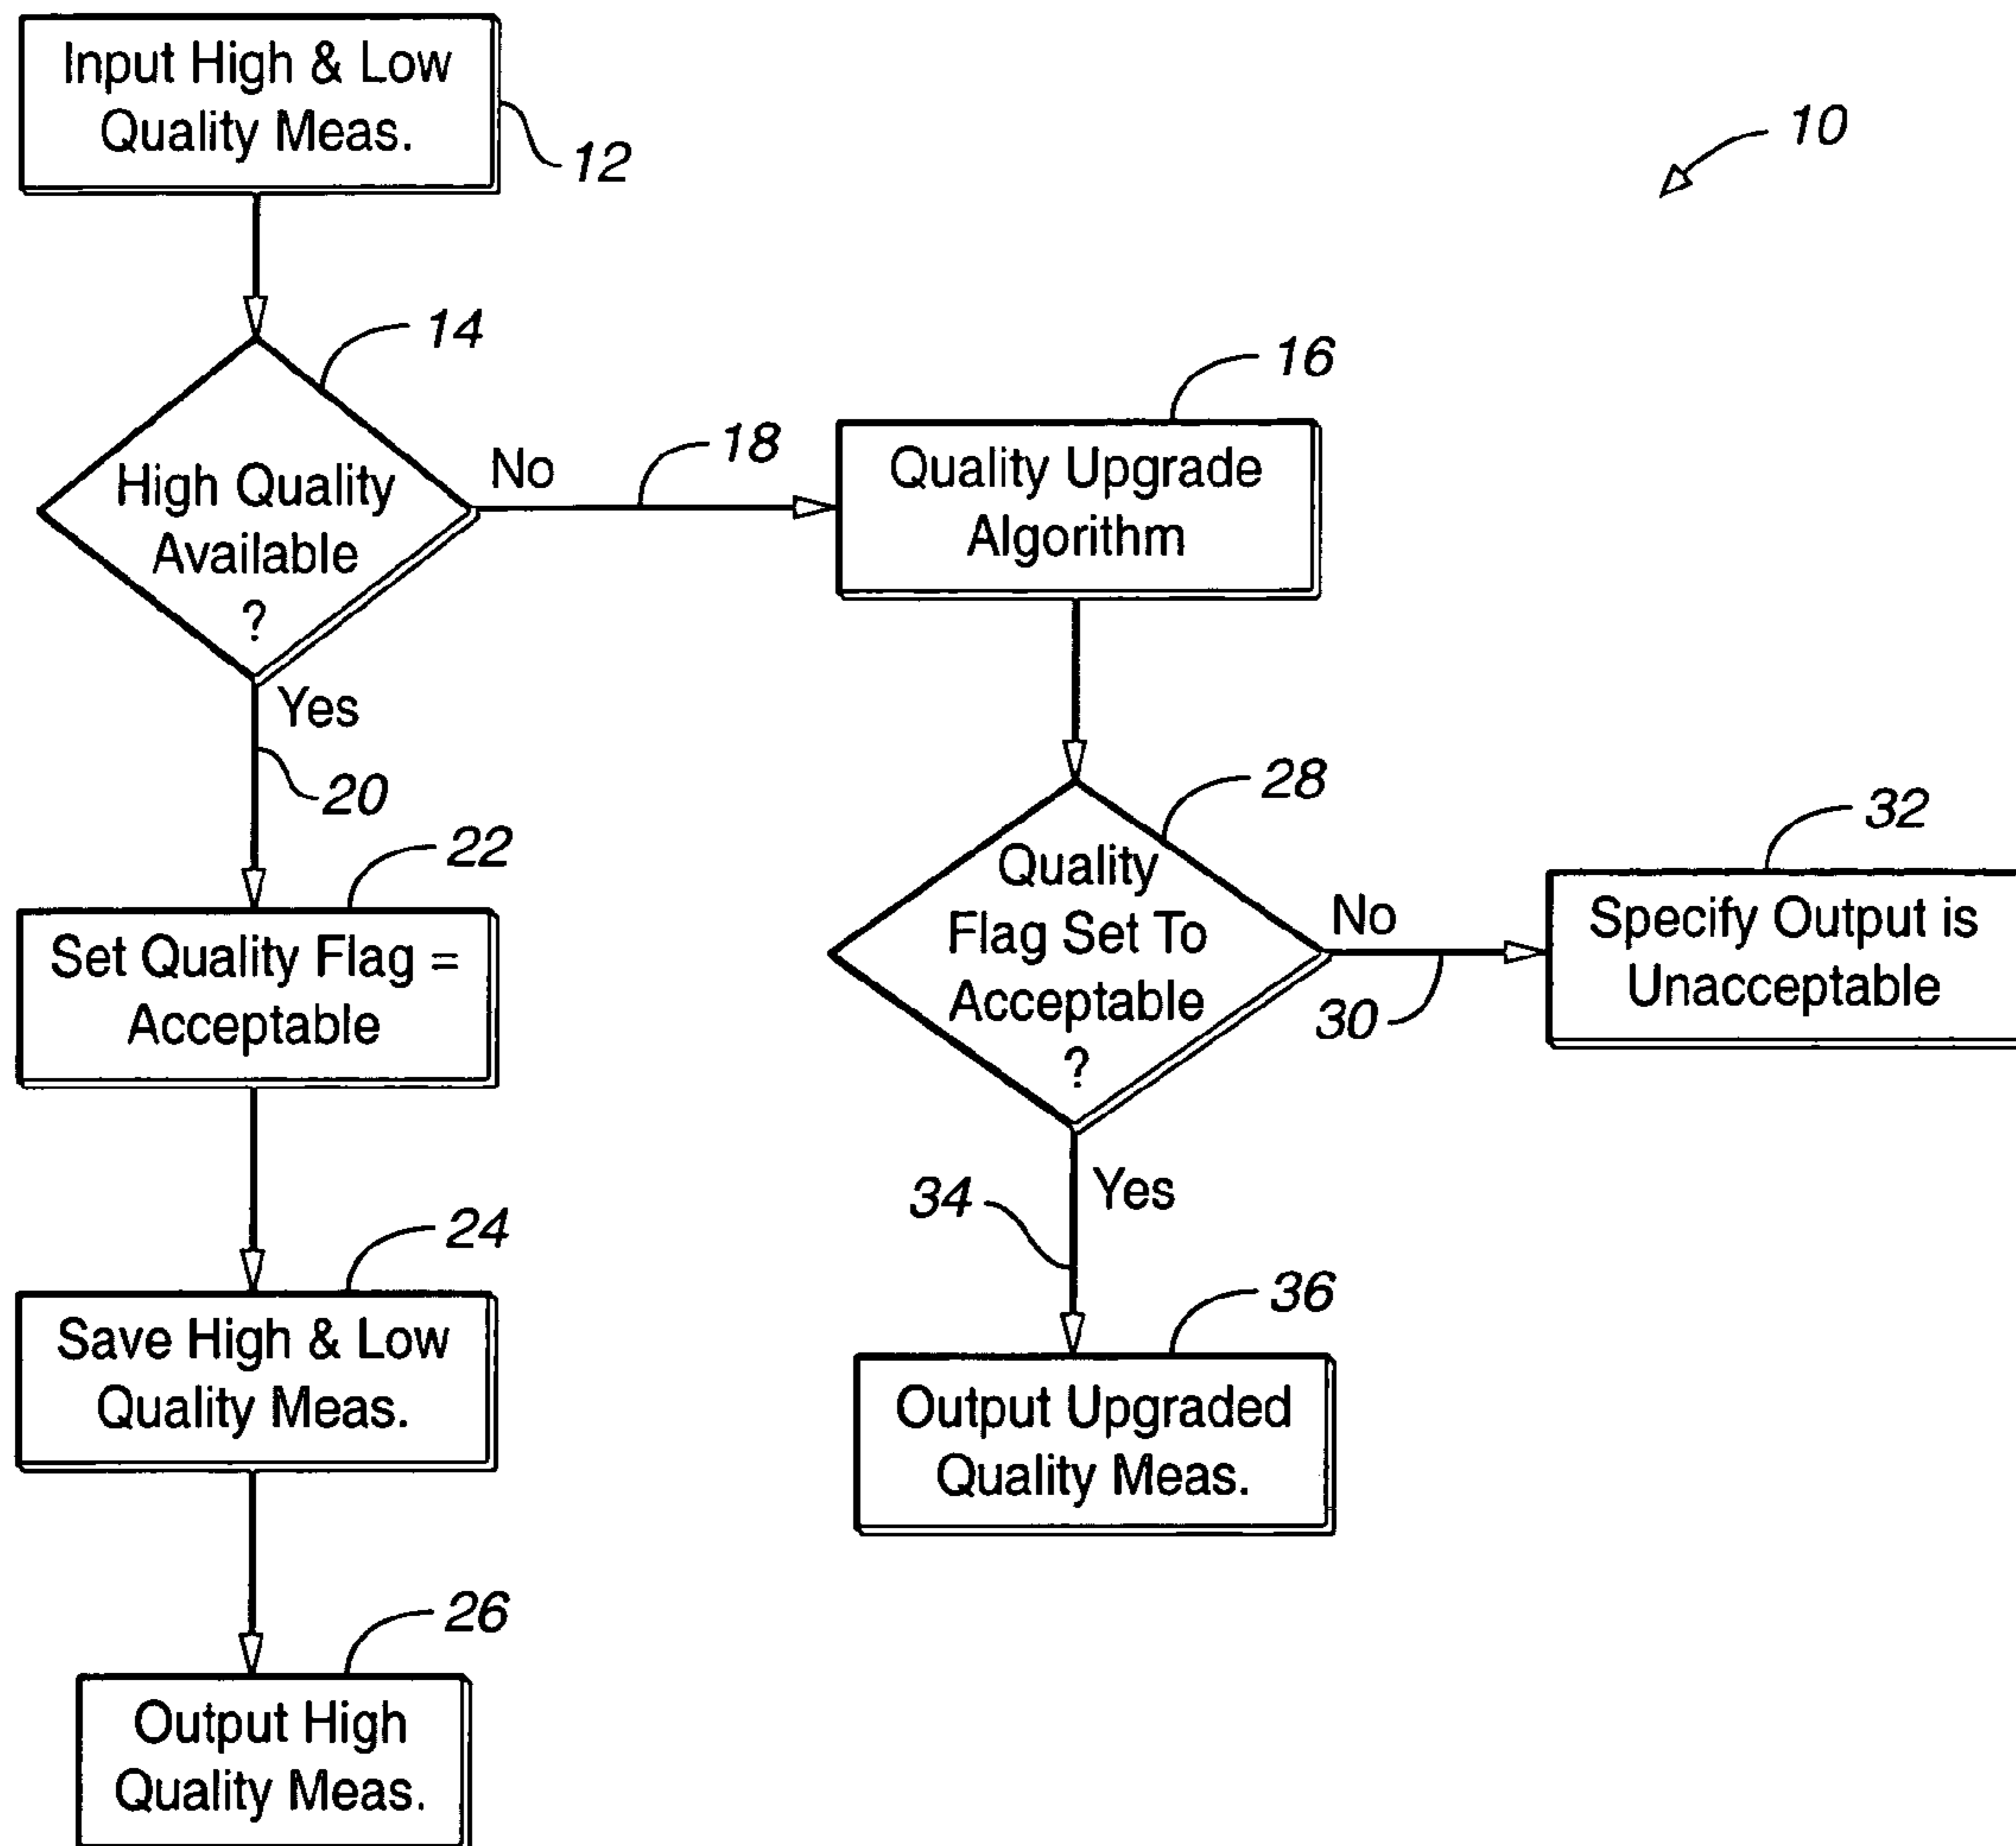 Input High & Low
Quality Meas.
12
10
14
High Quality
Available
?
No
18
16
Quality Upgrade
Algorithm
Yes
20
22
Set Quality Flag =
Acceptable
28
Quality
Flag Set To
Acceptable
?
No
30
32
Specify Output is
Unacceptable
24
Save High & Low
Quality Meas.
34
Yes
36
Output Upgraded
Quality Meas.
26
Output High
Quality Meas.